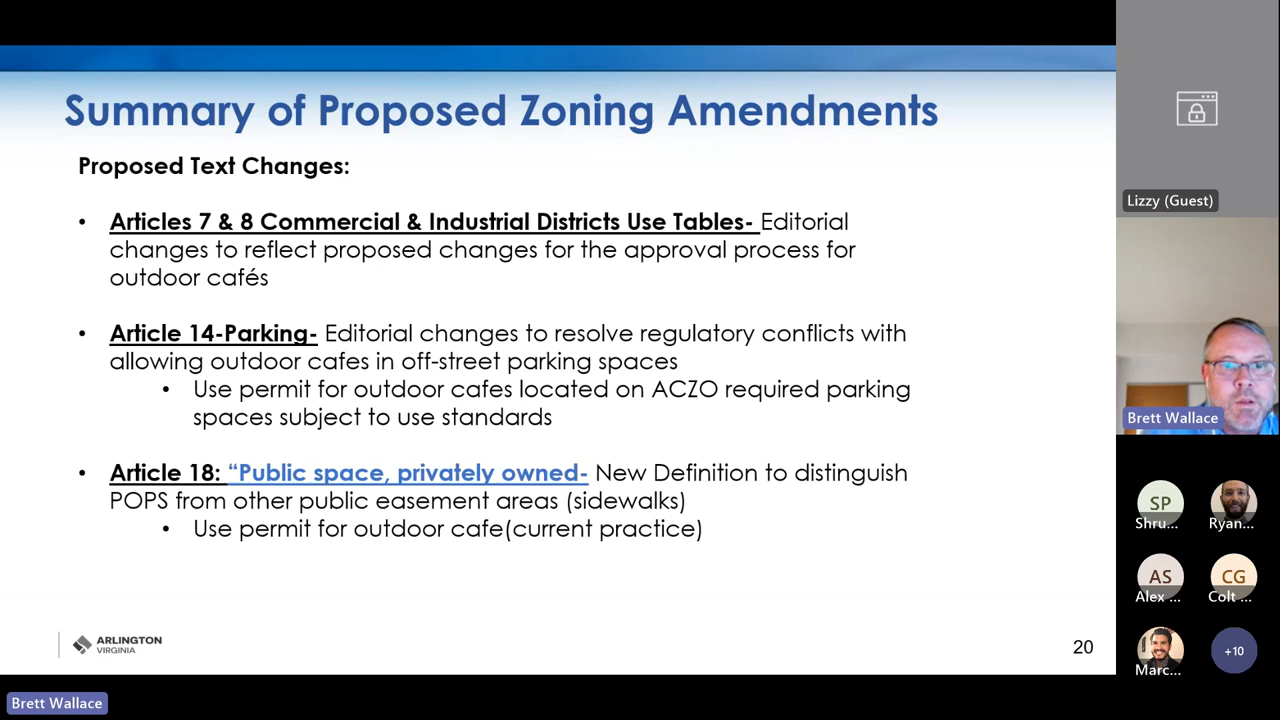 Summary of Proposed Zoning Amendments
Proposed Text Changes:
• Articles 7 & 8 Commercial & Industrial Districts Use Tables- Editorial
changes to reflect proposed changes for the approval process for
outdoor cafés
• Article 14-Parking- Editorial changes to resolve regulatory conflicts with
allowing outdoor cafes in off-street parking spaces
• Use permit for outdoor cafes located on ACZO required parking
spaces subject to use standards
• Article 18: “Public space, privately owned- New Definition to distinguish
POPS from other public easement areas (sidewalks)
• Use permit for outdoor cafe(current practice)
ARLINGTON
VIRGINIA
20
Brett Wallace
Lizzy (Guest)
Brett Wallace
SP
Shru...
Ryan...
AS
Alex ...
CG
Colt ...
Marc...
+10